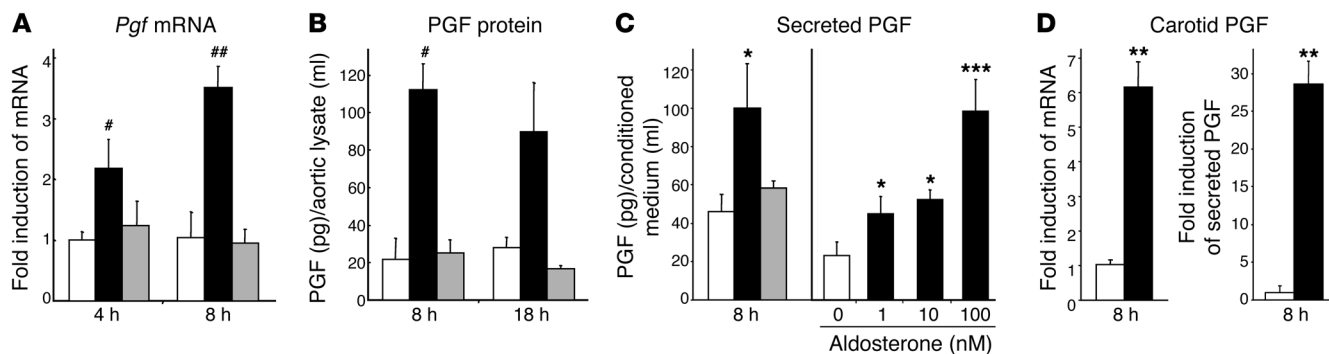 A
Pgf mRNA
Fold induction of mRNA
4
3
2
1
0
#
##
4 h
8 h
B
PGF protein
PGF (pg)/aortic lysate (ml)
120
100
80
60
40
20
0
#
8 h
18 h
C
Secreted PGF
PGF (pg)/conditioned
medium (ml)
120
100
80
60
40
20
0
*
*
*
***
8 h
0
1
10
100
Aldosterone (nM)
D
Carotid PGF
Fold induction of mRNA
7
6
5
4
3
2
1
0
**
8 h
Fold induction
of secreted PGF
30
25
20
15
10
5
0
**
8 h